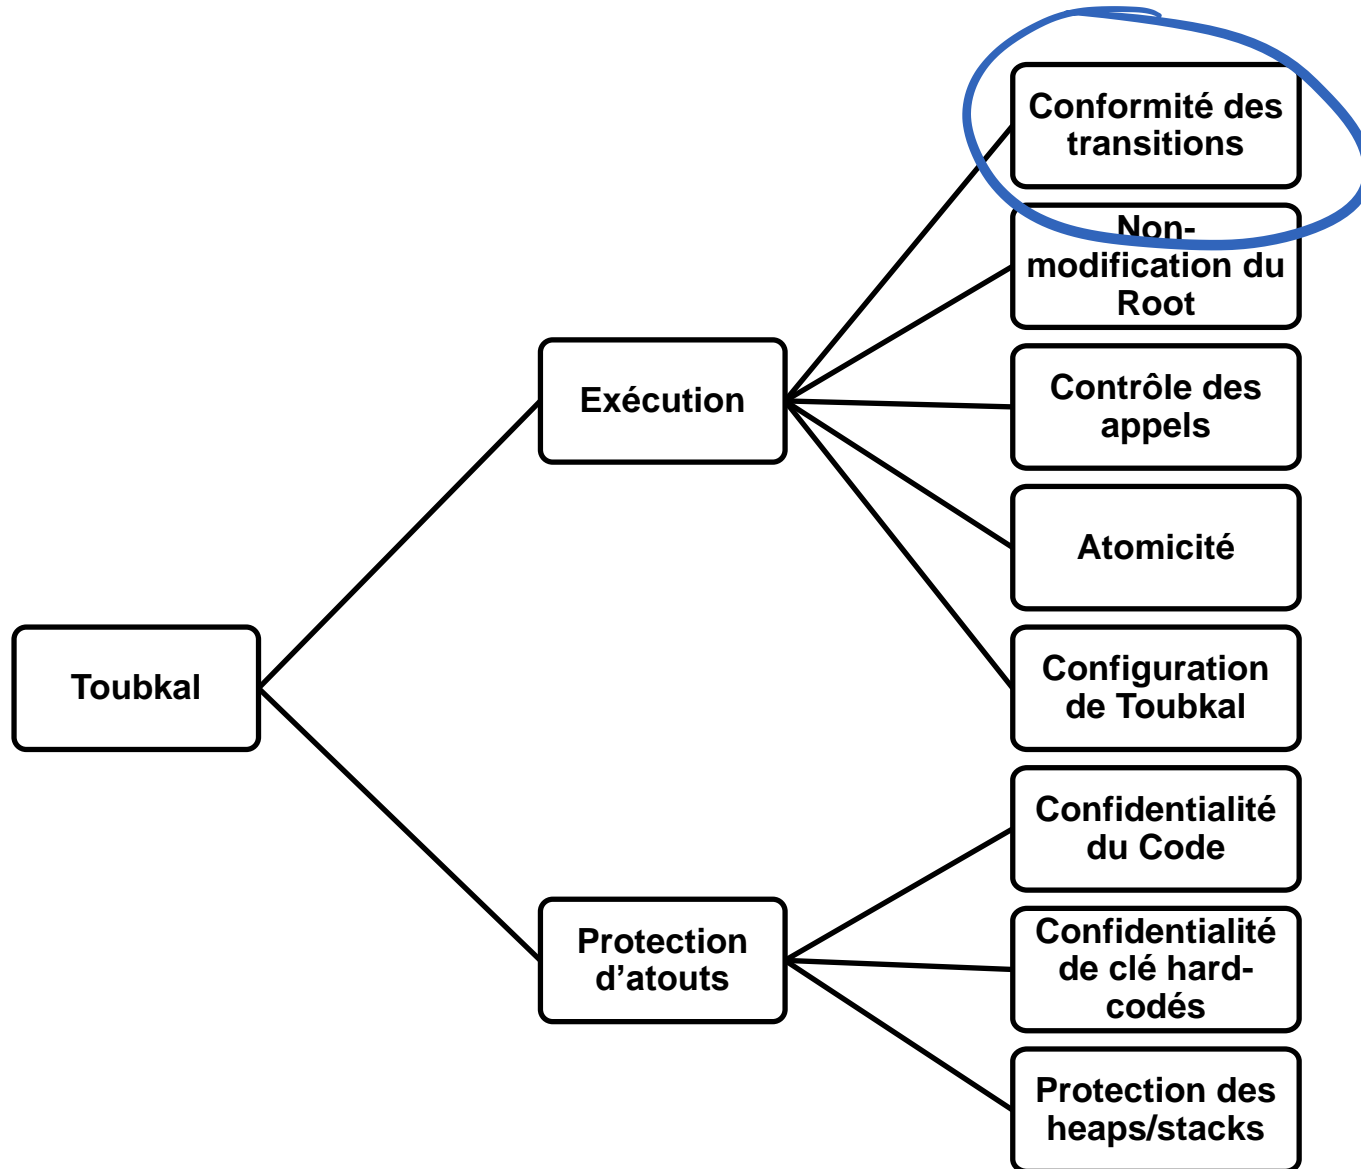 Conformité des
transitions
Non-
modification du
Root
Exécution
Contrôle des
appels
Atomicité
Toubkal
Configuration
de Toubkal
Confidentialité
du Code
Protection
d’atouts
Confidentialité
de clé hard-
codés
Protection des
heaps/stacks